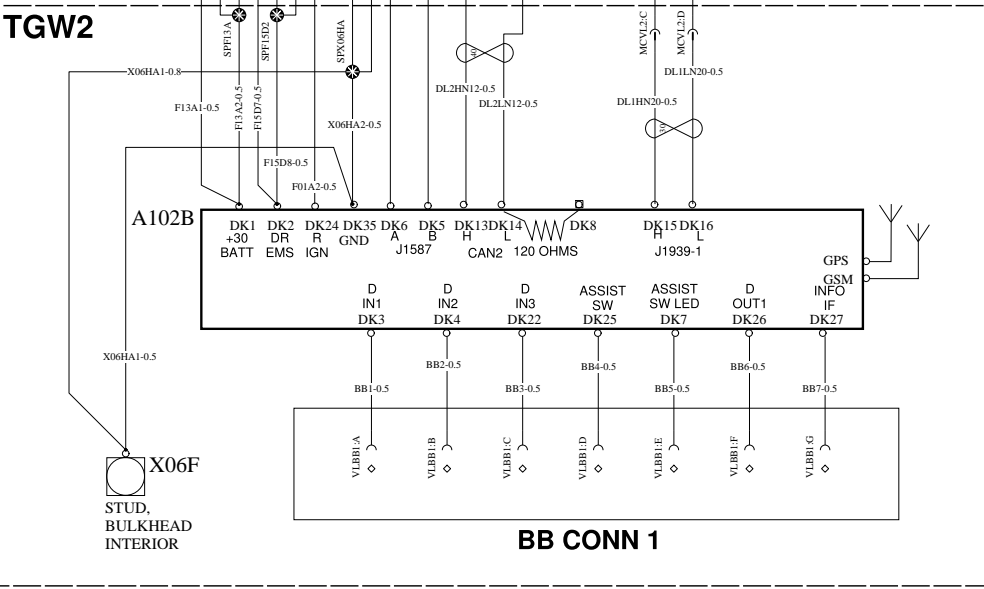 TGW2
SPF13A
SPF15D2
SPX06HA
MCVL2:C
MCVL2:D
40
X06HA1-0.8
DL1LN20-0.5
DL2HN12-0.5
DL2LN12-0.5
DL1HN20-0.5
F13A1-0.5
F13A2-0.5
F15D7-0.5
X06HA2-0.5
30
F15D8-0.5
F01A2-0.5
A102B
DK1 DK2 DK24 DK35 DK6 DK5 DK13 DK14 DK8 DK15 DK16
+30 DR R GND A B H L H L
BATT EMS IGN J1587 CAN2 120 OHMS J1939-1
GPS
GSM
D D D ASSIST ASSIST D INFO
IN1 IN2 IN3 SW SW LED OUT1 IF
DK3 DK4 DK22 DK25 DK7 DK26 DK27
X06HA1-0.5
BB1-0.5
BB2-0.5
BB3-0.5
BB4-0.5
BB5-0.5
BB6-0.5
BB7-0.5
VLBB1:A
VLBB1:B
VLBB1:C
VLBB1:D
VLBB1:E
VLBB1:F
VLBB1:G
X06F
STUD,
BULKHEAD
INTERIOR
BB CONN 1